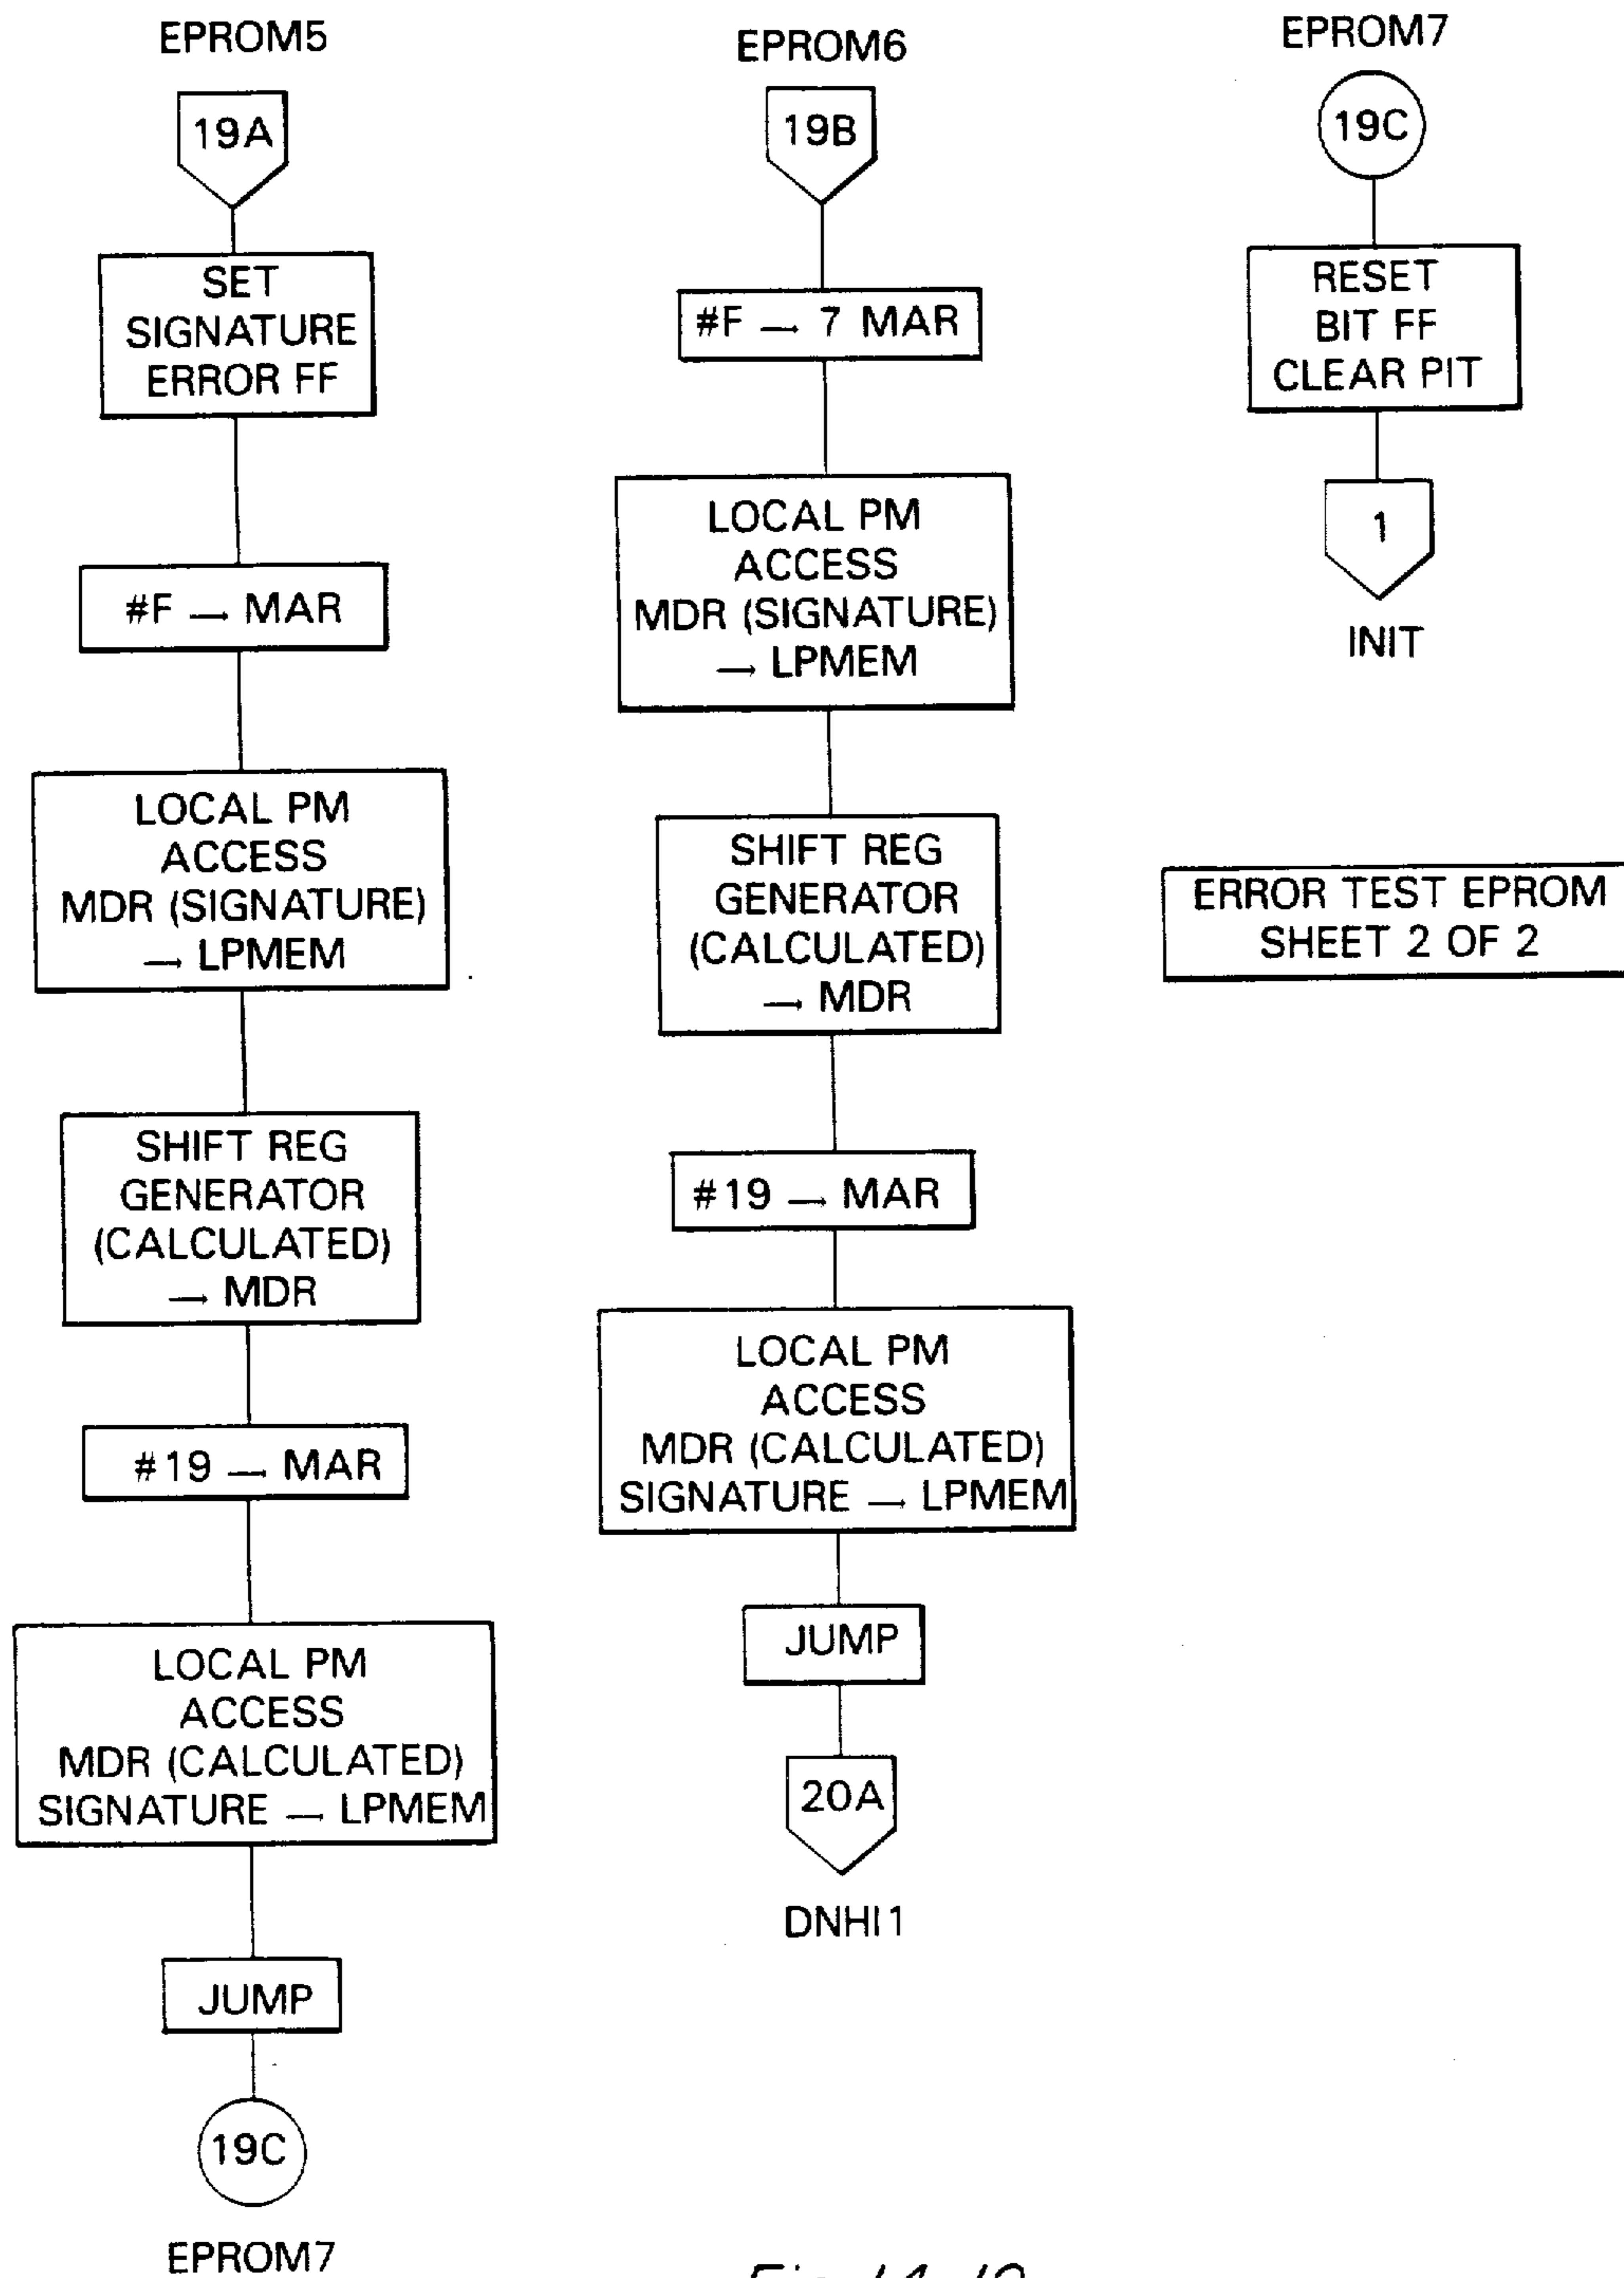 EPROM5
19A
SET
SIGNATURE
ERROR FF
#F → MAR
LOCAL PM
ACCESS
MDR (SIGNATURE)
→ LPMEM
SHIFT REG
GENERATOR
(CALCULATED)
→ MDR
#19 → MAR
LOCAL PM
ACCESS
MDR (CALCULATED)
SIGNATURE → LPMEM
JUMP
19C
EPROM7
EPROM6
19B
#F → 7 MAR
LOCAL PM
ACCESS
MDR (SIGNATURE)
→ LPMEM
SHIFT REG
GENERATOR
(CALCULATED)
→ MDR
#19 → MAR
LOCAL PM
ACCESS
MDR (CALCULATED)
SIGNATURE → LPMEM
JUMP
20A
DNHI1
EPROM7
19C
RESET
BIT FF
CLEAR PIT
1
INIT
ERROR TEST EPROM
SHEET 2 OF 2